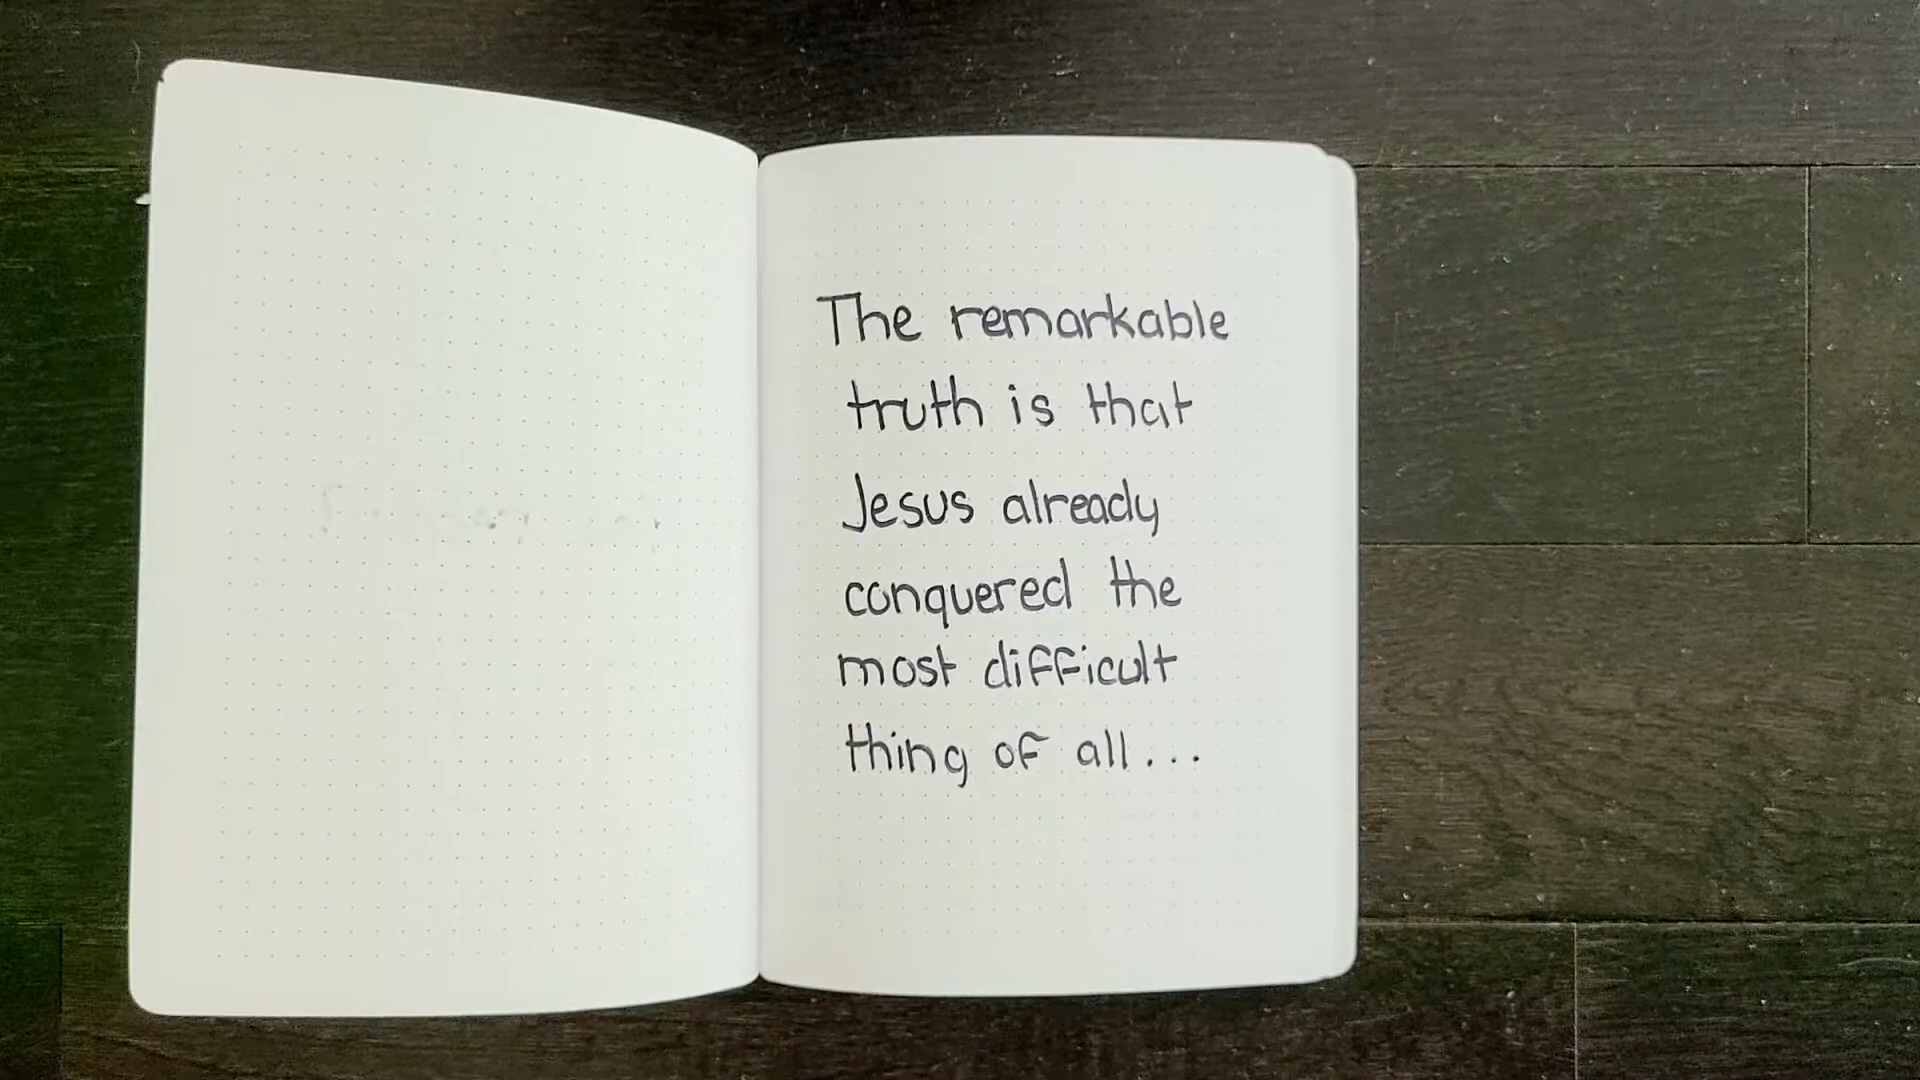 The remarkable
truth is that
Jesus already
conquered the
most difficult
thing of all...